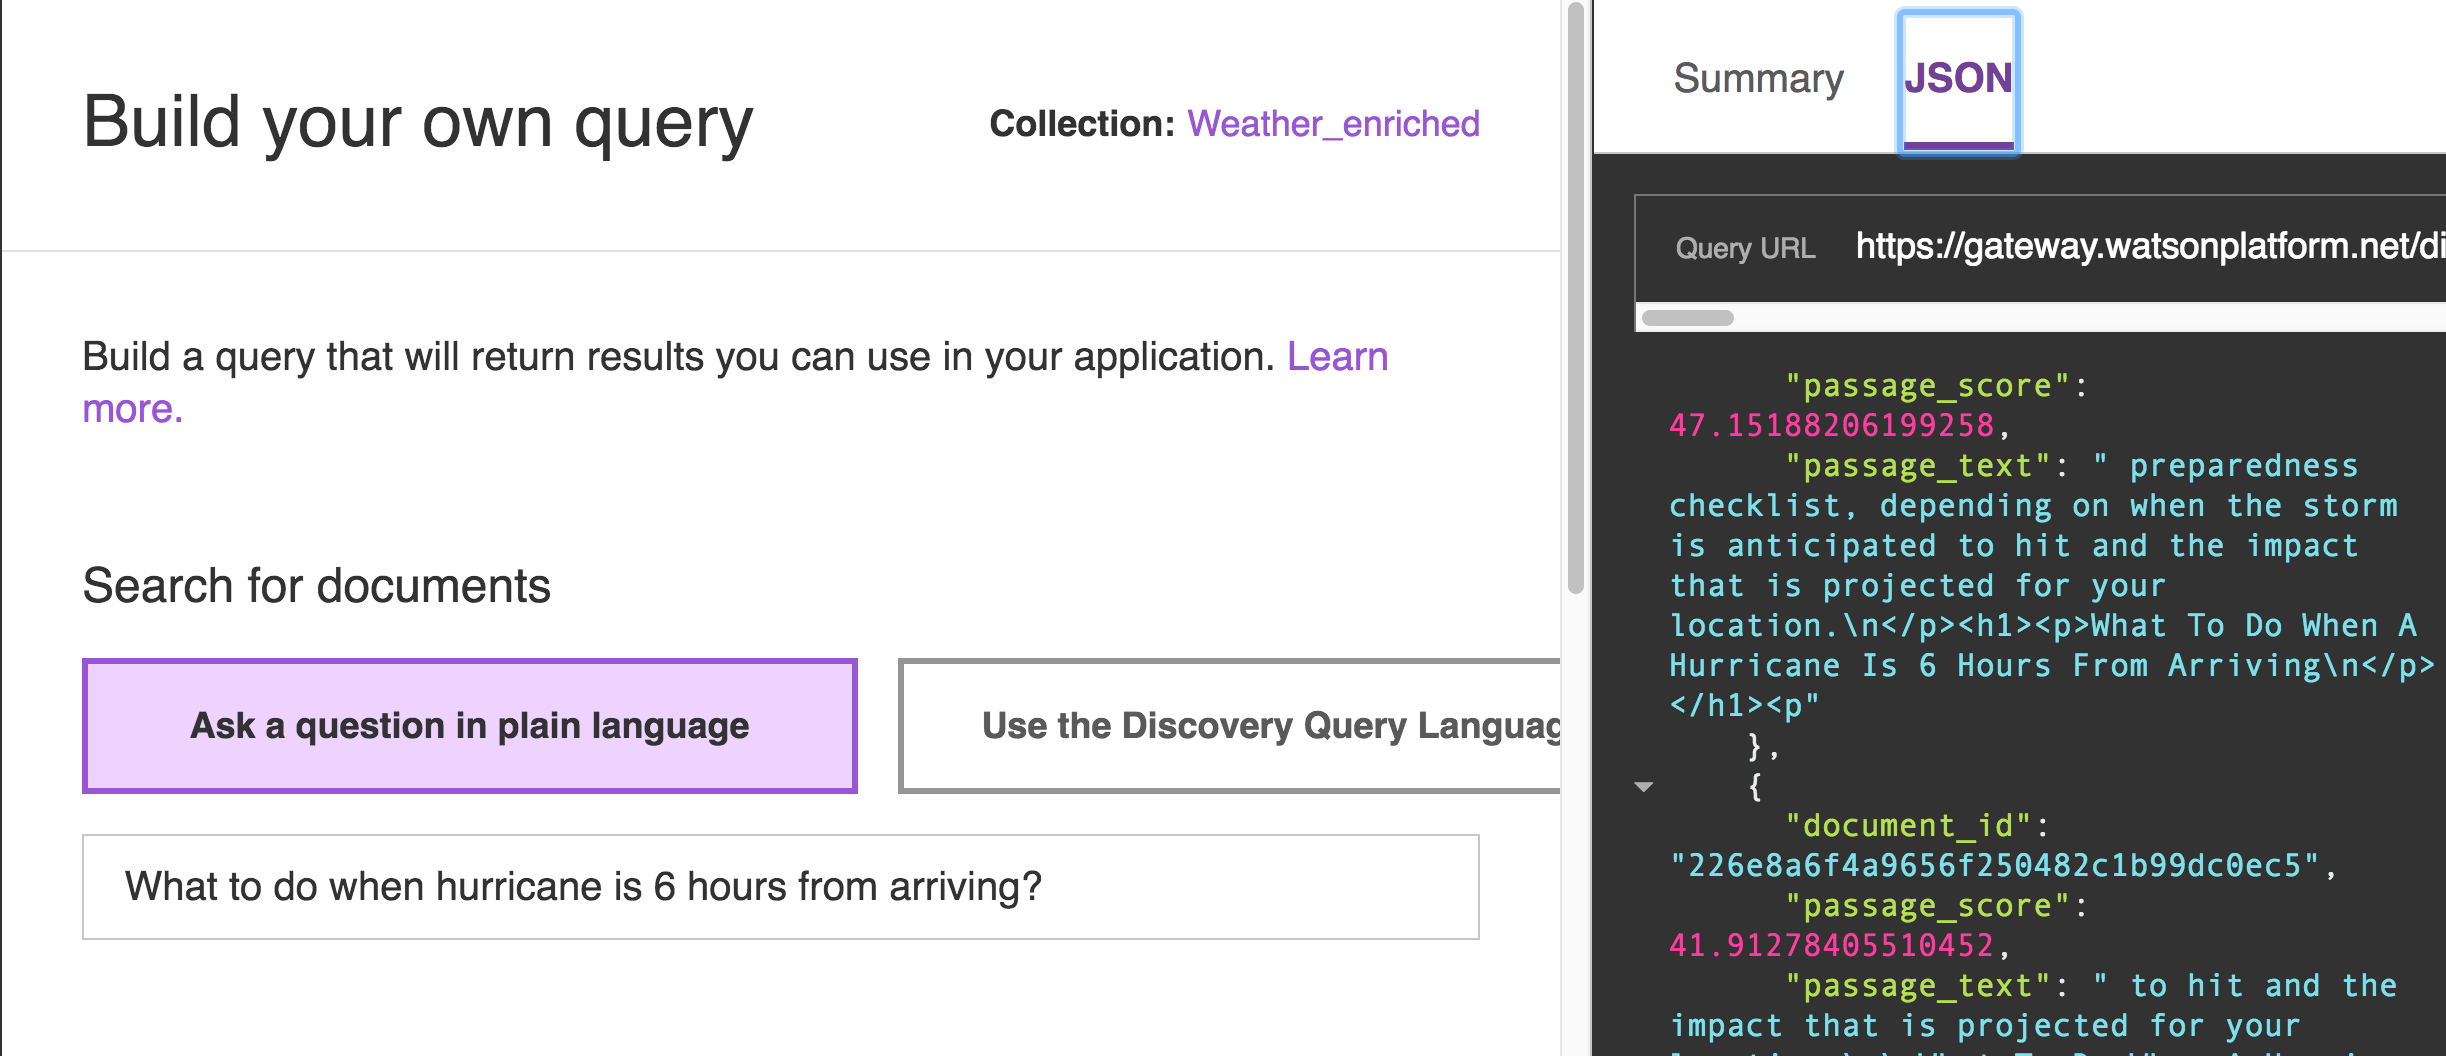 Build your own query
Collection: Weather_enriched
Build a query that will return results you can use in your application. Learn
more.
Search for documents
Ask a question in plain language
Use the Discovery Query Languag
What to do when hurricane is 6 hours from arriving?
Summary
JSON
Query URL https://gateway.watsonplatform.net/di
"passage_score":
47.15188206199258,
"passage_text": " preparedness
checklist, depending on when the storm
is anticipated to hit and the impact
that is projected for your
location.\n</p><h1><p>What To Do When A
Hurricane Is 6 Hours From Arriving\n</p>
</h1><p"
},
{
"document_id":
"226e8a6f4a9656f250482c1b99dc0ec5",
"passage_score":
41.91278405510452,
"passage_text": " to hit and the
impact that is projected for your